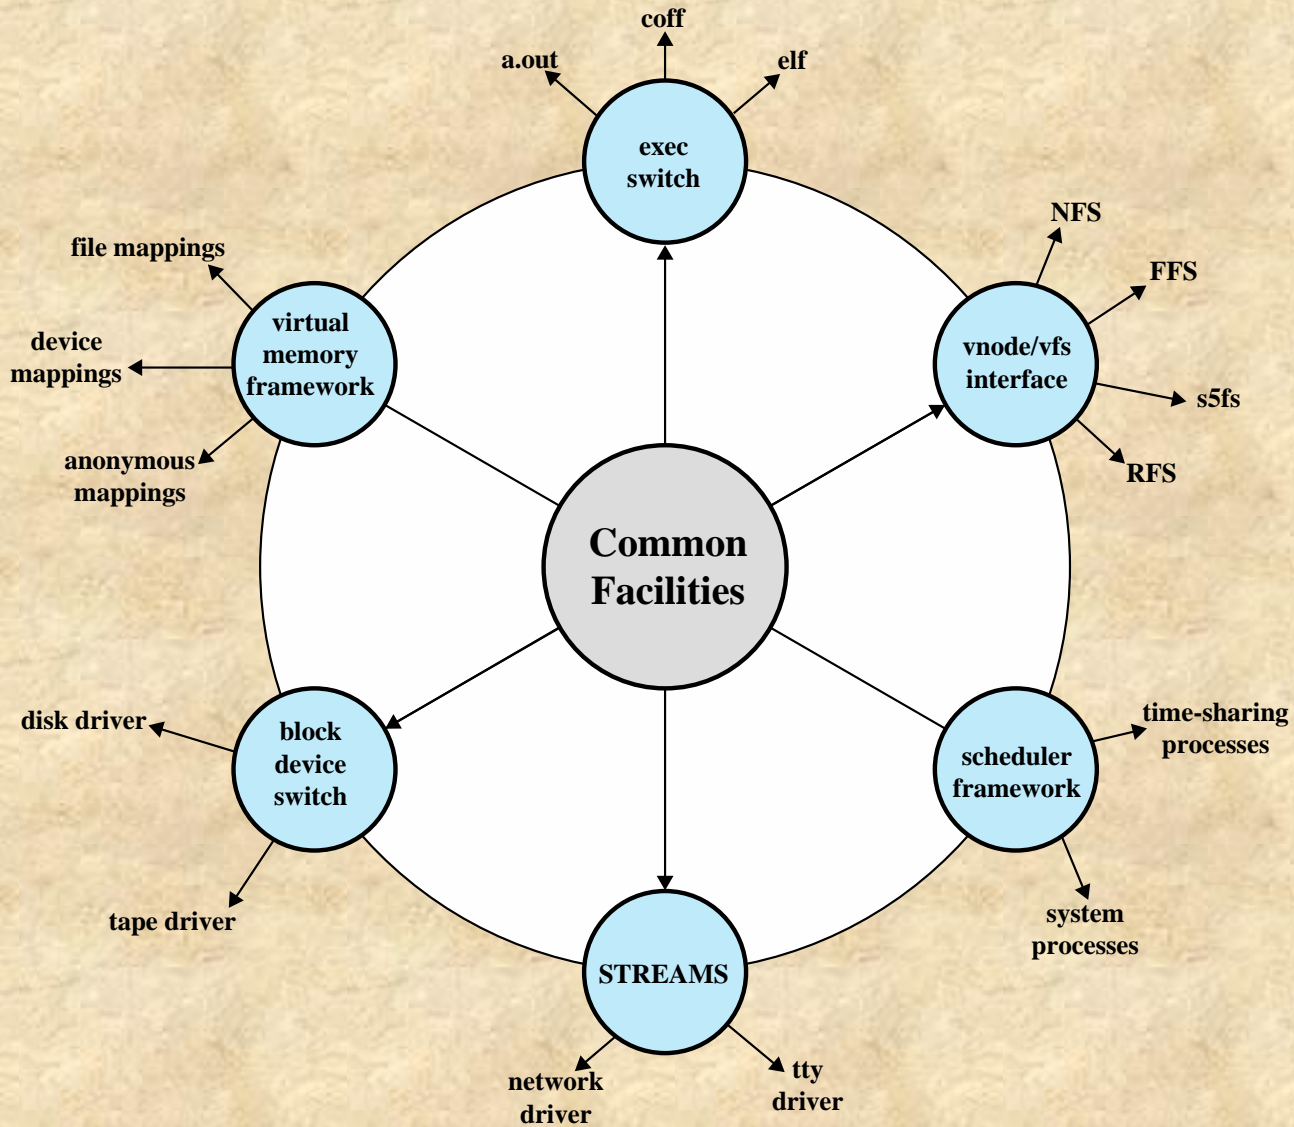 coff
a.out
elf
exec
switch
NFS
FFS
s5fs
RFS
vnode/vfs
interface
file mappings
device
mappings
anonymous
mappings
virtual
memory
framework
Common
Facilities
disk driver
tape driver
block
device
switch
time-sharing
processes
system
processes
scheduler
framework
STREAMS
network
driver
tty
driver